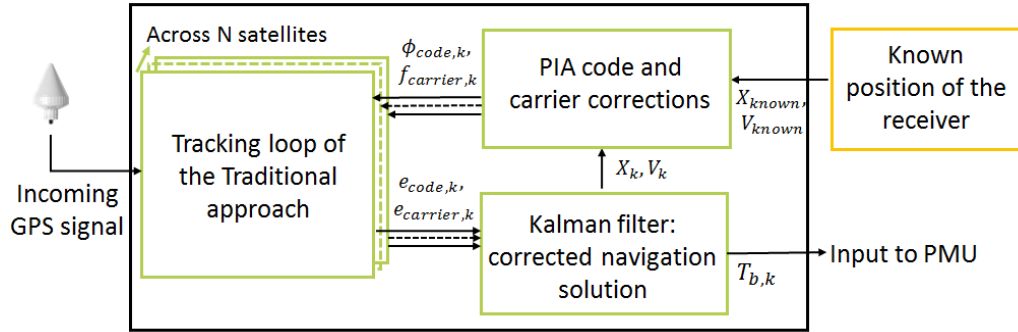 Across N satellites
Tracking loop of
the Traditional
approach
Incoming
GPS signal
ϕ_{code,k},
f_{carrier,k}
e_{code,k},
e_{carrier,k}
PIA code and
carrier corrections
X_{known},
V_{known}
Known
position of the
receiver
X_k, V_k
Kalman filter:
corrected navigation
solution
T_{b,k}
Input to PMU